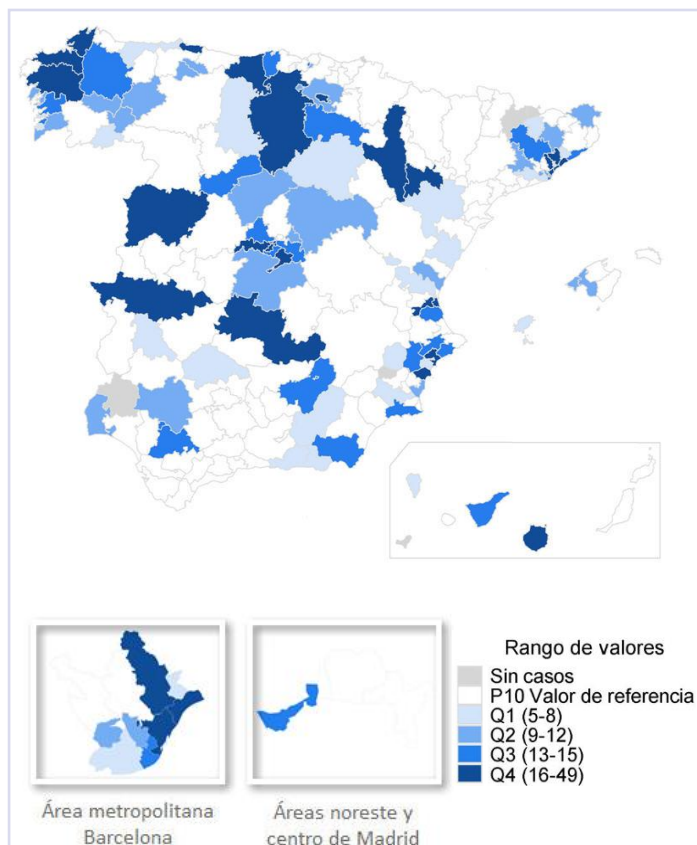 Rango de valores
Sin casos
P10 Valor de referencia
Q1 (5-8)
Q2 (9-12)
Q3 (13-15)
Q4 (16-49)
Área metropolitana
Barcelona
Áreas noreste y
centro de Madrid